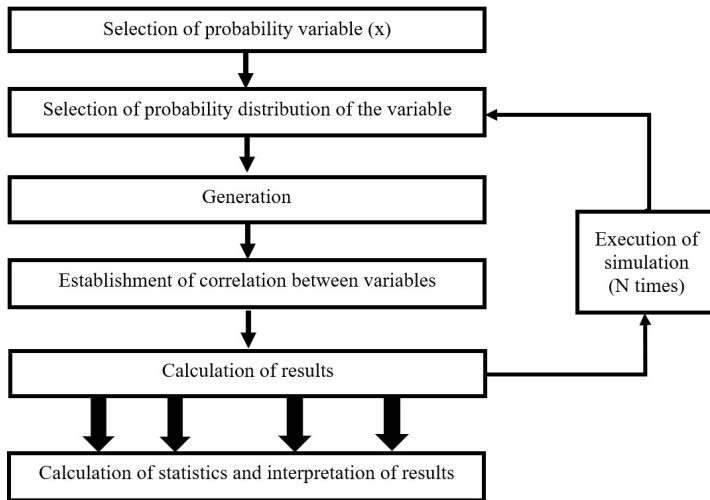 Selection of probability variable (x)
Selection of probability distribution of the variable
Generation
Establishment of correlation between variables
Calculation of results
Calculation of statistics and interpretation of results
Execution of
simulation
(N times)